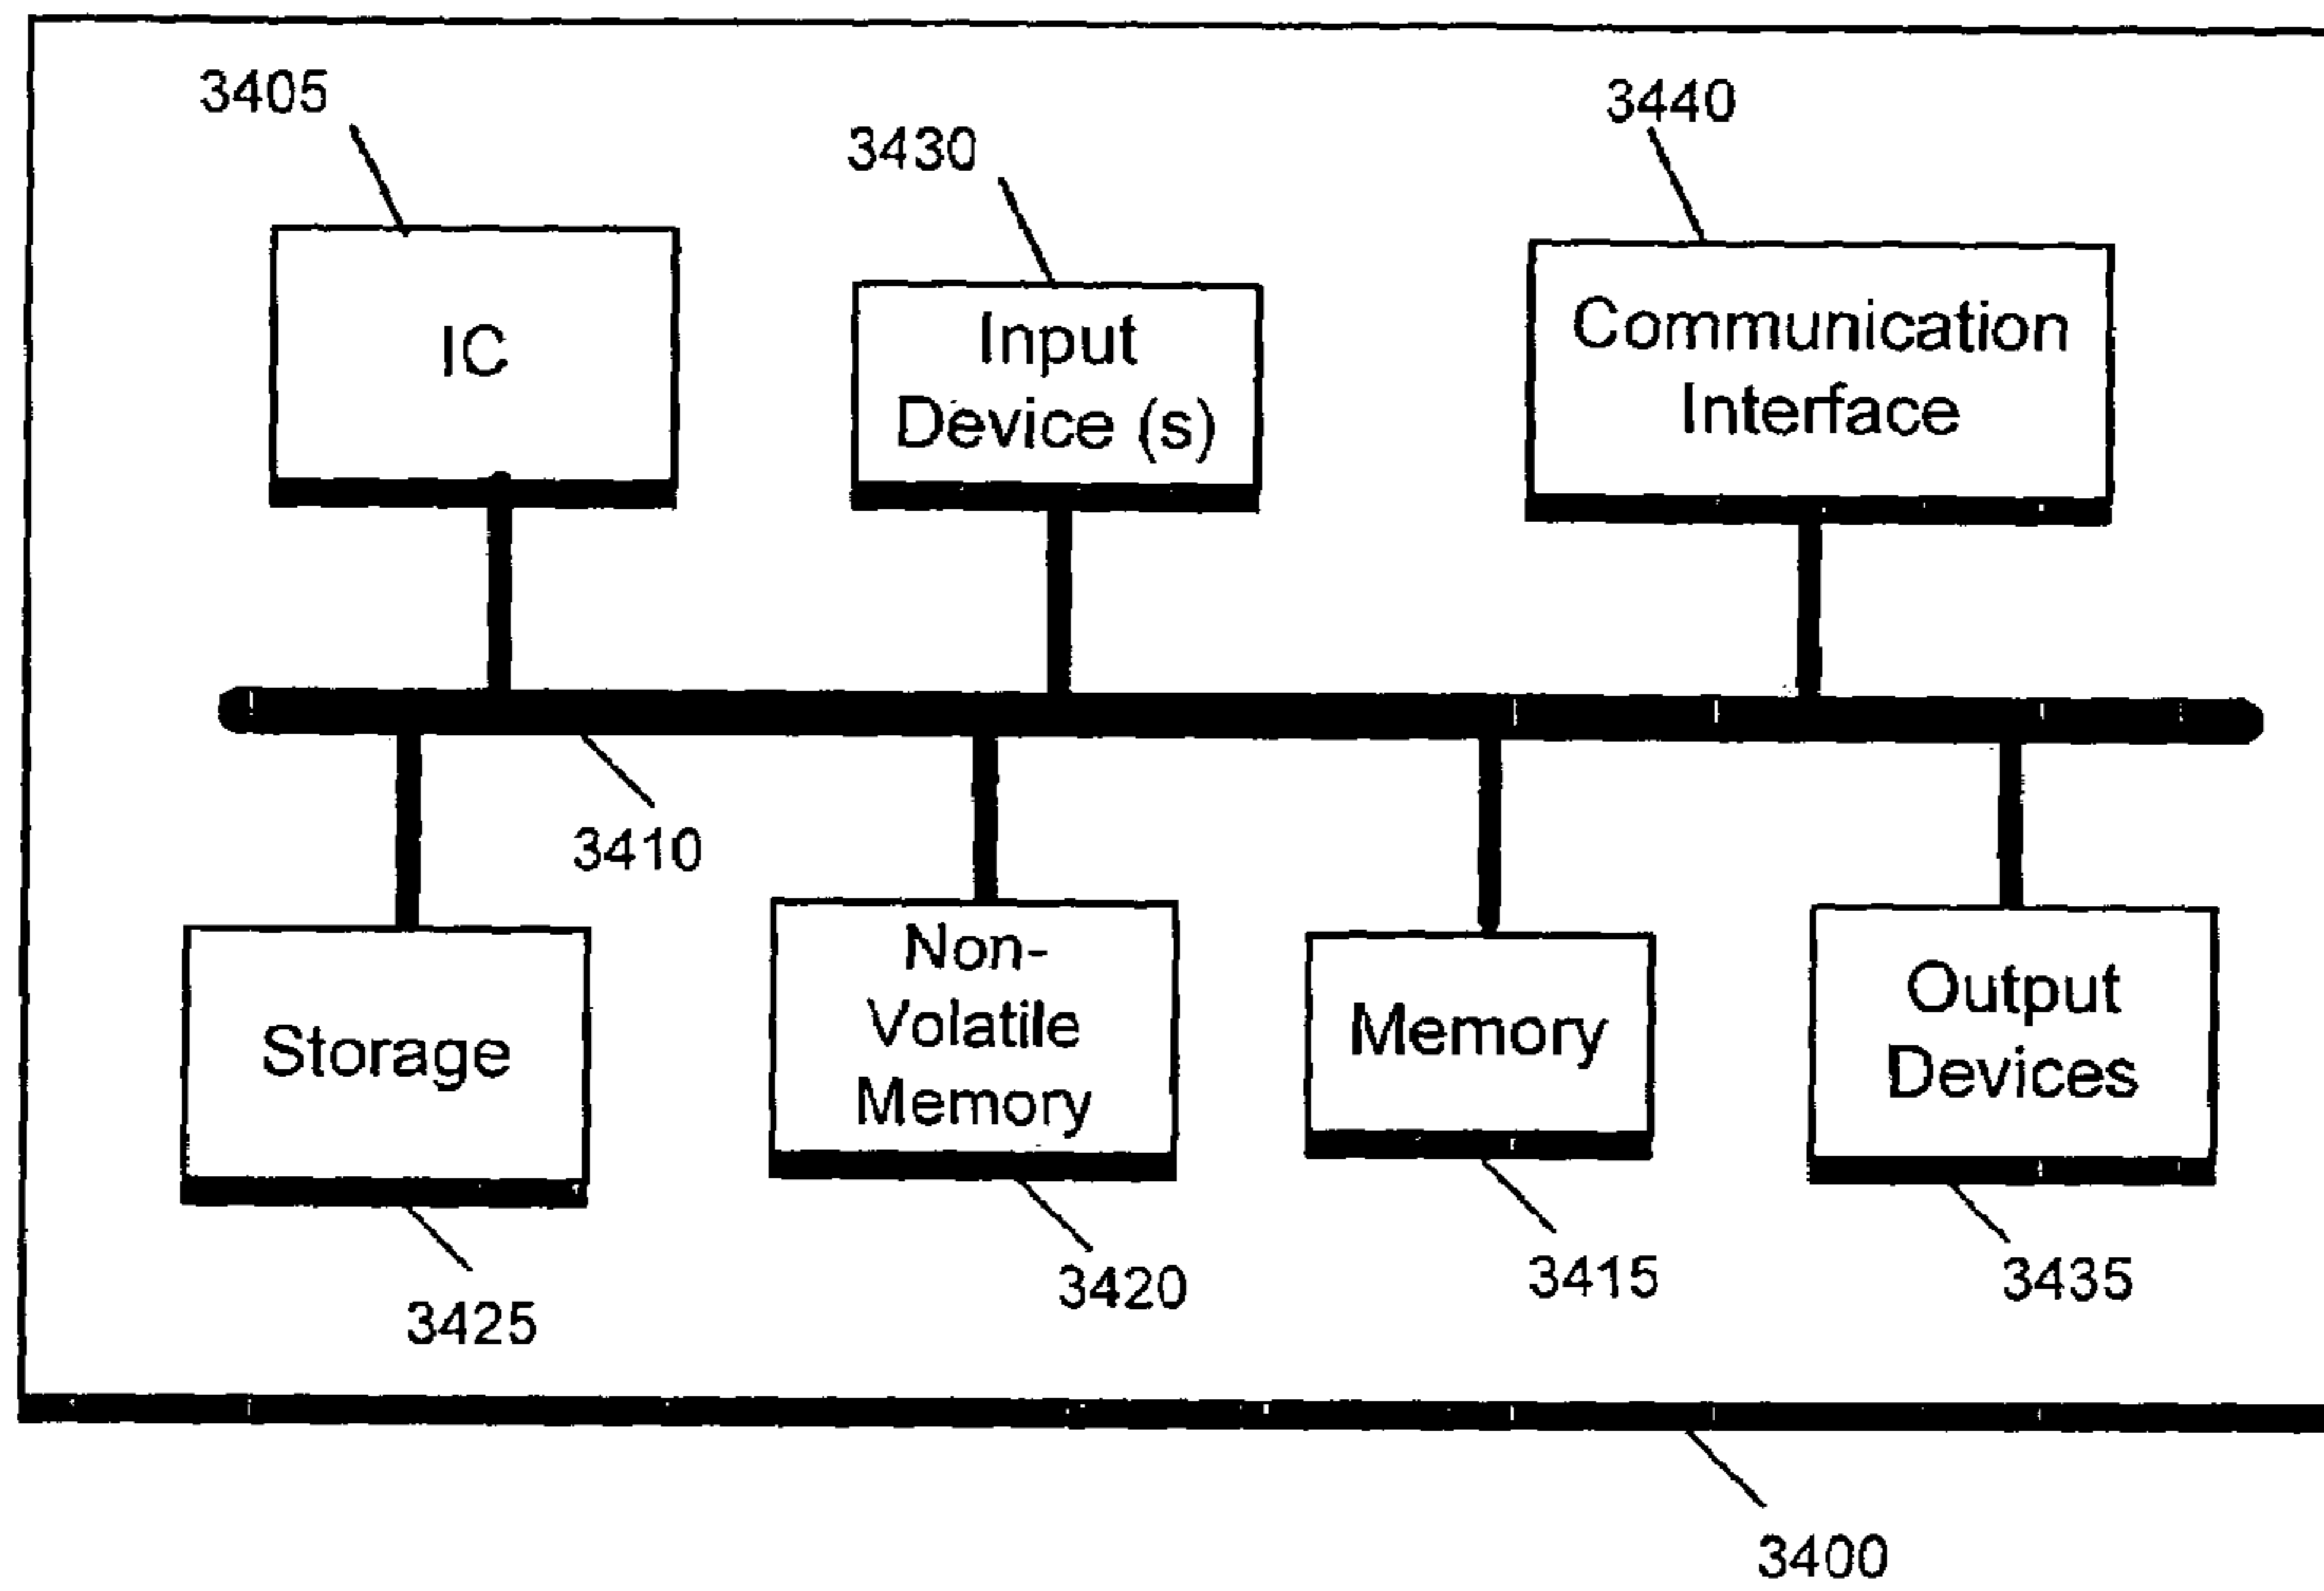 3405
3430
3440
IC
Input
Device (s)
Communication
Interface
3410
Storage
Non-
Volatile
Memory
Memory
Output
Devices
3425
3420
3415
3435
3400